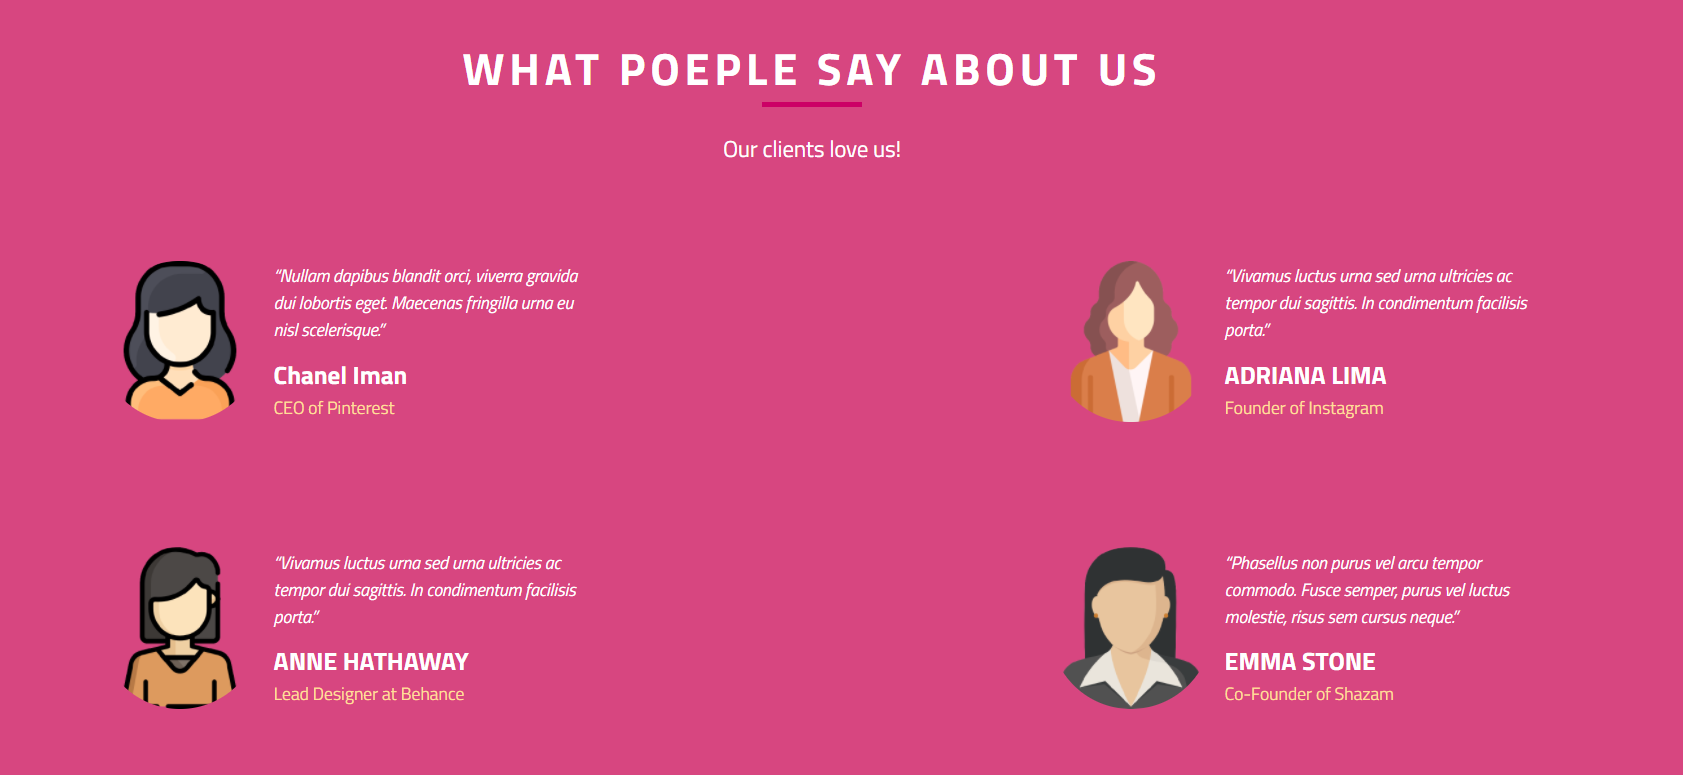 WHAT POEPLE SAY ABOUT US
Our clients love us!
“Nullam dapibus blandit orci, viverra gravida
dui lobortis eget. Maecenas fringilla urna eu
nisl scelerisque.”
Chanel Iman
CEO of Pinterest
“Vivamus luctus urna sed urna ultricies ac
tempor dui sagittis. In condimentum facilisis
porta.”
ADRIANA LIMA
Founder of Instagram
“Vivamus luctus urna sed urna ultricies ac
tempor dui sagittis. In condimentum facilisis
porta.”
ANNE HATHAWAY
Lead Designer at Behance
“Phasellus non purus vel arcu tempor
commodo. Fusce semper, purus vel luctus
molestie, risus sem cursus neque.”
EMMA STONE
Co-Founder of Shazam